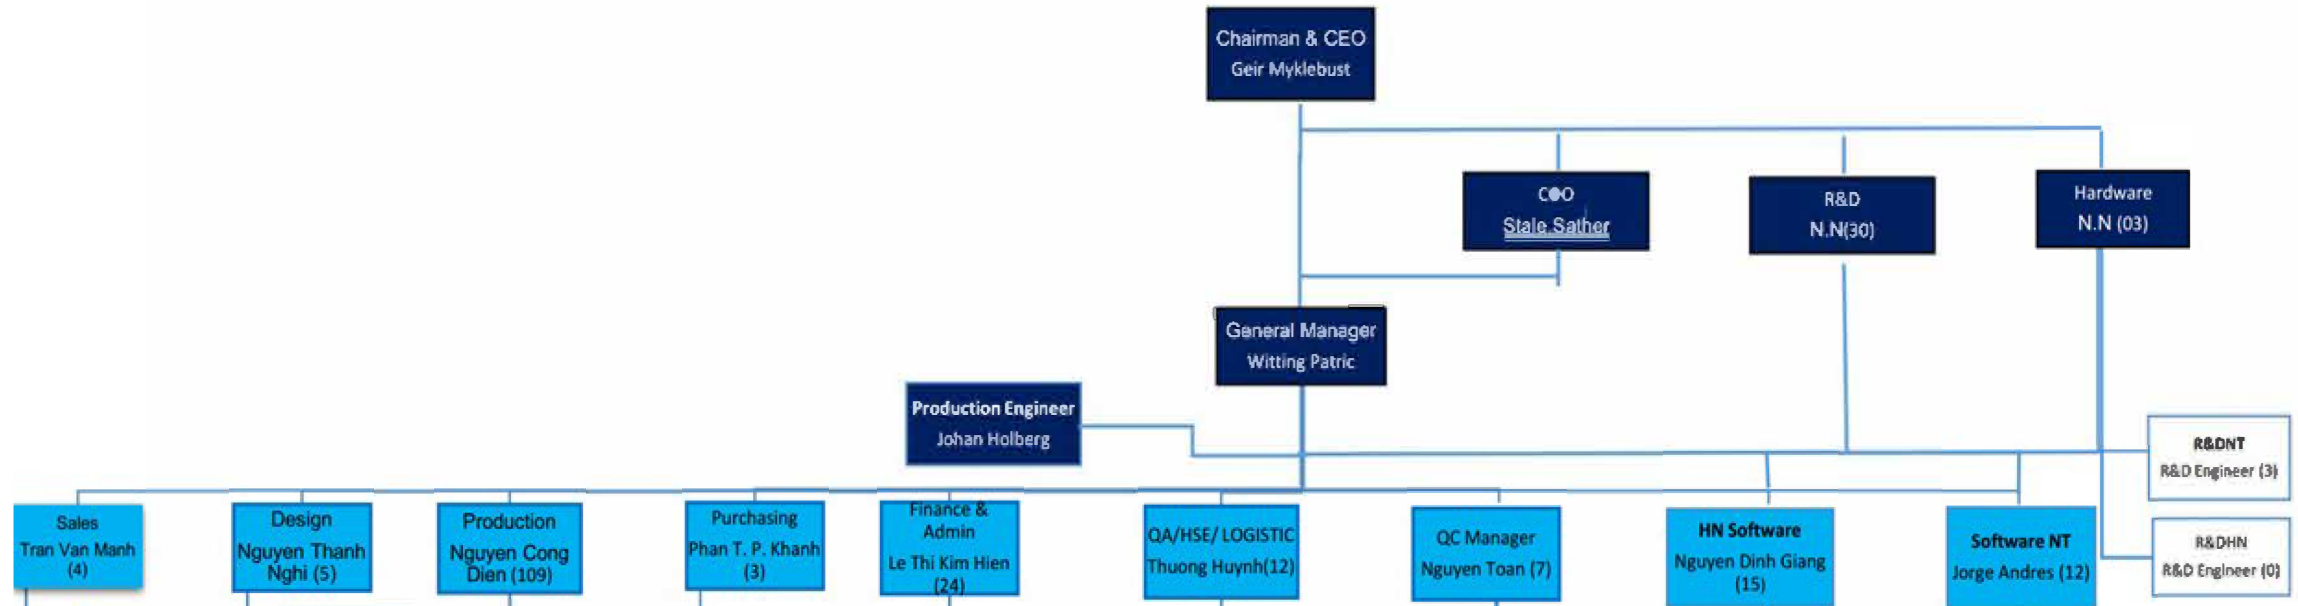 Chairman & CEO
Geir Myklebust
COO
Stale.Sather
R&D
N.N(30)
Hardware
N.N (03)
General Manager
Witting Patric
Production Engineer
Johan Holberg
R&DNT
R&D Engineer (3)
Sales
Tran Van Manh
(4)
Design
Nguyen Thanh
Nghi (5)
Production
Nguyen Cong
Dien (109)
Purchasing
Phan T. P. Khanh
(3)
Finance &
Admin
Le Thi Kim Hien
(24)
QA/HSE/ LOGISTIC
Thuong Huynh(12)
QC Manager
Nguyen Toan (7)
HN Software
Nguyen Dinh Giang
(15)
Software NT
Jorge Andres (12)
R&DHN
R&D Engineer (0)